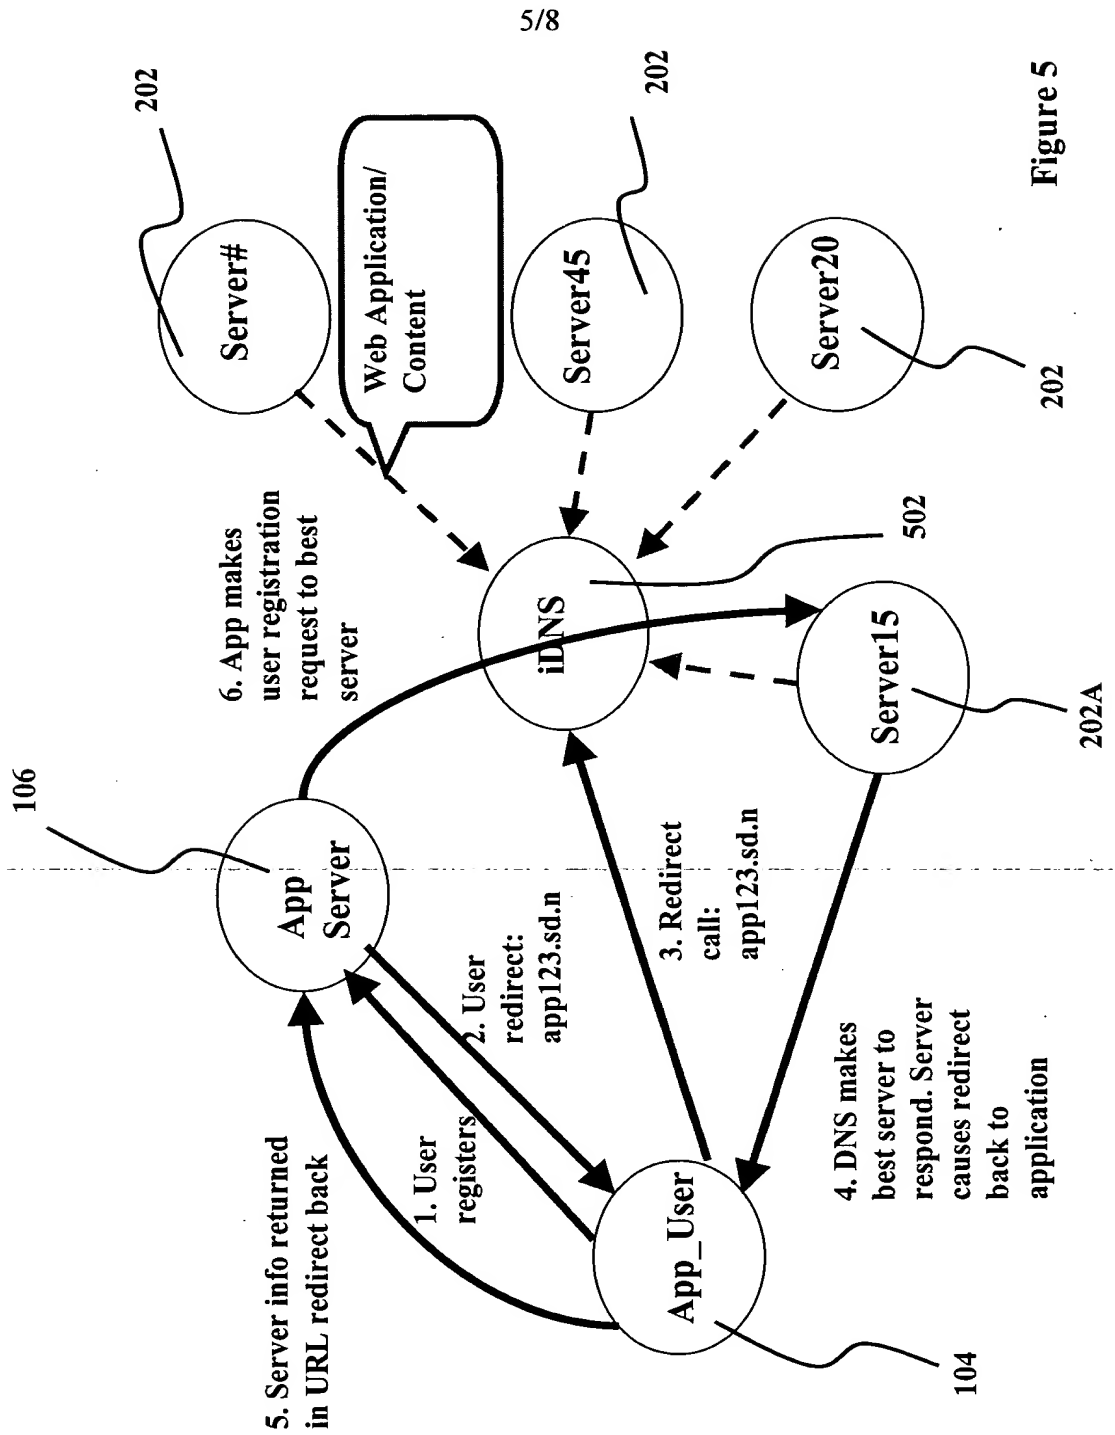 5/8
202
Server#
Web Application/
Content
Server45
202
Server20
202
6. App makes
user registration
request to best
server
106
App
Server
iDNS
502
Server15
202A
2. User
redirect:
app123.sd.n
3. Redirect
call:
app123.sd.n
1. User
registers
5. Server info returned
in URL redirect back
App_User
104
4. DNS makes
best server to
respond. Server
causes redirect
back to
application
Figure 5